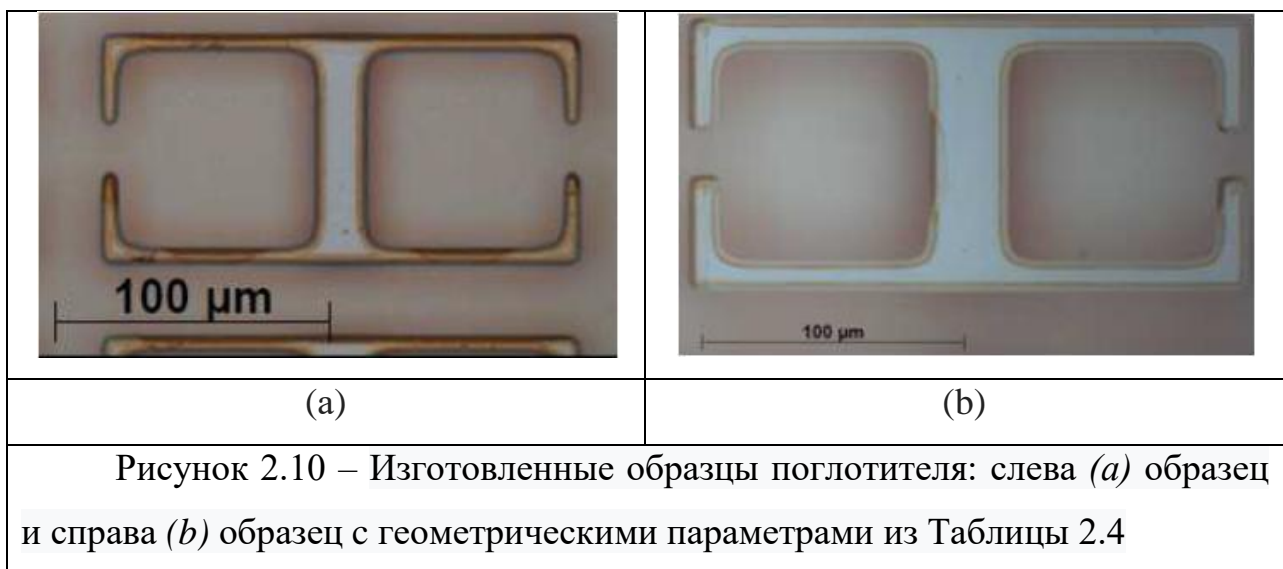 100 µm
100 µm
(a)
(b)
Рисунок 2.10 – Изготовленные образцы поглотителя: слева (a) образец
и справа (b) образец с геометрическими параметрами из Таблицы 2.4